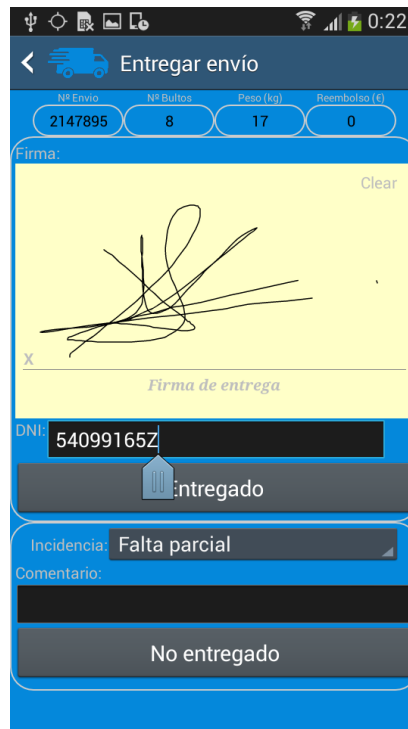 0:22
Entregar envío
Nº Envío Nº Bultos Peso (kg) Reembolso (€)
2147895 8 17 0
Firma:
Clear
X
Firma de entrega
DNI: 54099165Z
Entregado
Incidencia: Falta parcial
Comentario:
No entregado